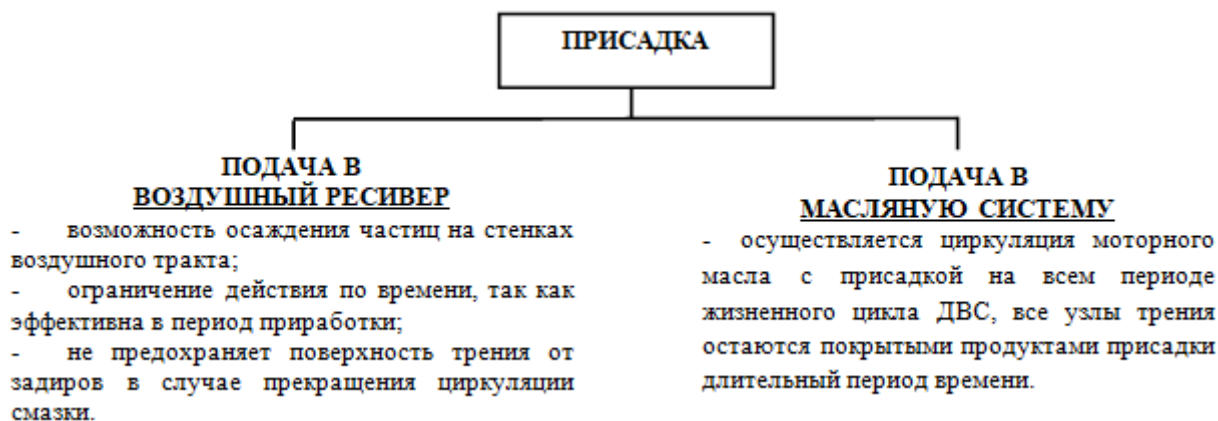 ПРИСАДКА
ПОДАЧА В
ВОЗДУШНЫЙ РЕСИВЕР
- возможность осаждения частиц на стенках
воздушного тракта;
- ограничение действия по времени, так как
эффективна в период приработки;
- не предохраняет поверхность трения от
задиров в случае прекращения циркуляции
смазки.
ПОДАЧА В
МАСЛЯНУЮ СИСТЕМУ
- осуществляется циркуляция моторного
масла с присадкой на всем периоде
жизненного цикла ДВС, все узлы трения
остаются покрытыми продуктами присадки
длительный период времени.